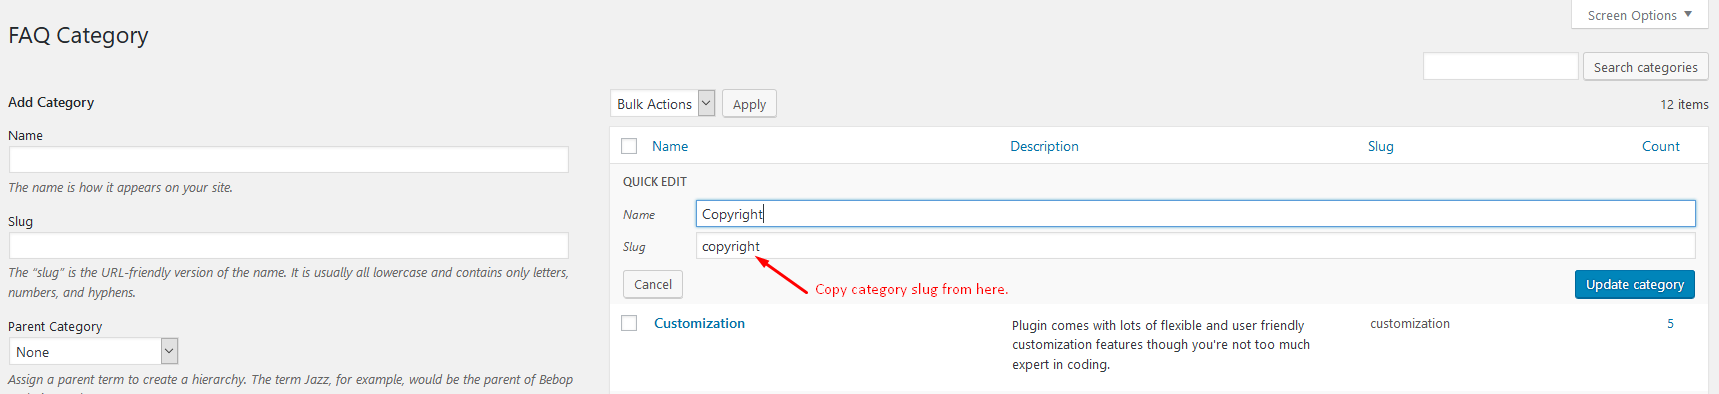 Screen Options
FAQ Category
Search categories
Add Category
Bulk Actions
Apply
12 items
Name
Name
Description
Slug
Count
The name is how it appears on your site.
QUICK EDIT
Name
Copyright
Slug
Slug
copyright
The “slug” is the URL-friendly version of the name. It is usually all lowercase and contains only letters,
numbers, and hyphens.
Cancel
Copy category slug from here.
Update category
Parent Category
None
Customization
Plugin comes with lots of flexible and user friendly
customization features though you're not too much
expert in coding.
customization
5
Assign a parent term to create a hierarchy. The term Jazz, for example, would be the parent of Bebop